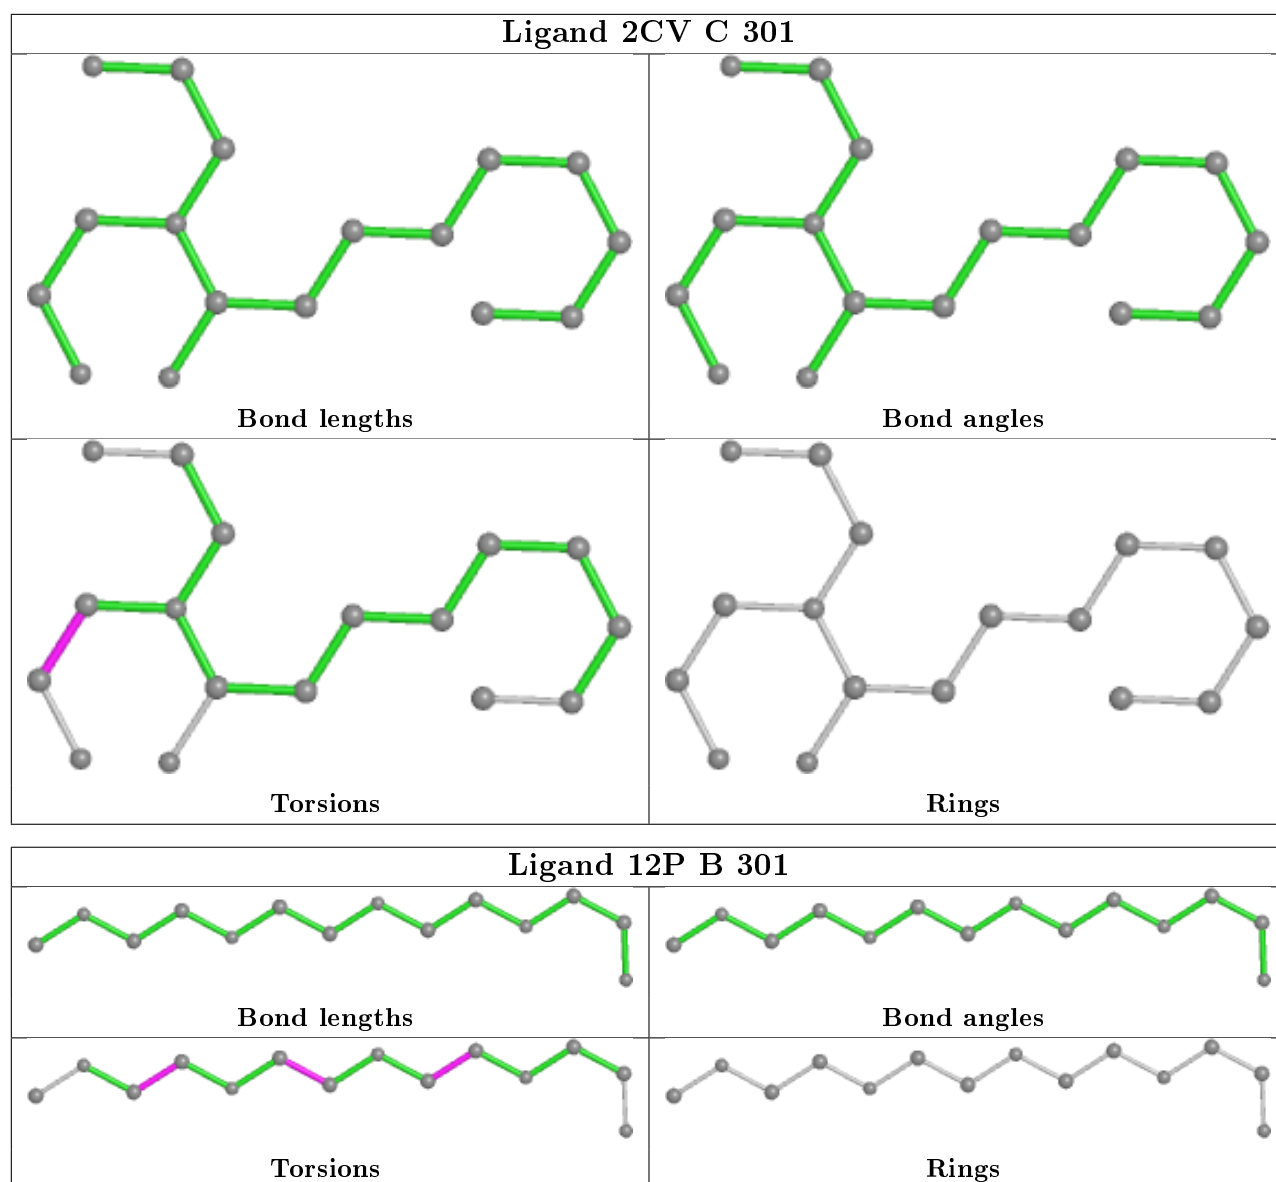 Ligand 2CV C 301
Bond lengths
Bond angles
Torsions
Rings
Ligand 12P B 301
Bond lengths
Bond angles
Torsions
Rings